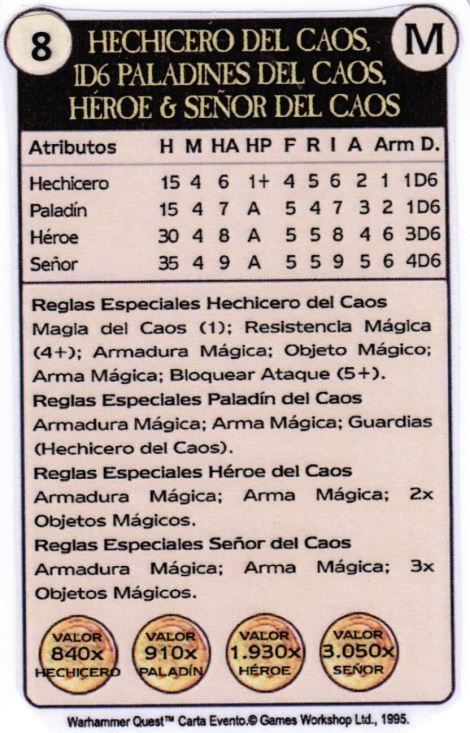 8
HECHICERO DEL CAOS,
M
1D6 PALADINES DEL CAOS,
HÉROE & SEÑOR DEL CAOS
Atributos H M HA HP F R I A Arm D.
Hechicero 15 4 6 1+ 4 5 6 2 1 1D6
Paladín 15 4 7 A 5 4 7 3 2 1D6
Héroe 30 4 8 A 5 5 8 4 6 3D6
Señor 35 4 9 A 5 5 9 5 6 4D6
Reglas Especiales Hechicero del Caos
Magia del Caos (1); Resistencia Mágica
(4+); Armadura Mágica; Objeto Mágico;
Arma Mágica; Bloquear Ataque (5+).
Reglas Especiales Paladín del Caos
Armadura Mágica; Arma Mágica; Guardias
(Hechicero del Caos).
Reglas Especiales Héroe del Caos
Armadura Mágica; Arma Mágica; 2x
Objetos Mágicos.
Reglas Especiales Señor del Caos
Armadura Mágica; Arma Mágica; 3x
Objetos Mágicos.
VALOR
840x
HECHICERO
VALOR
910x
PALADÍN
VALOR
1.930x
HÉROE
VALOR
3.050x
SEÑOR
Warhammer Quest™ Carta Evento.© Games Workshop Ltd., 1995.